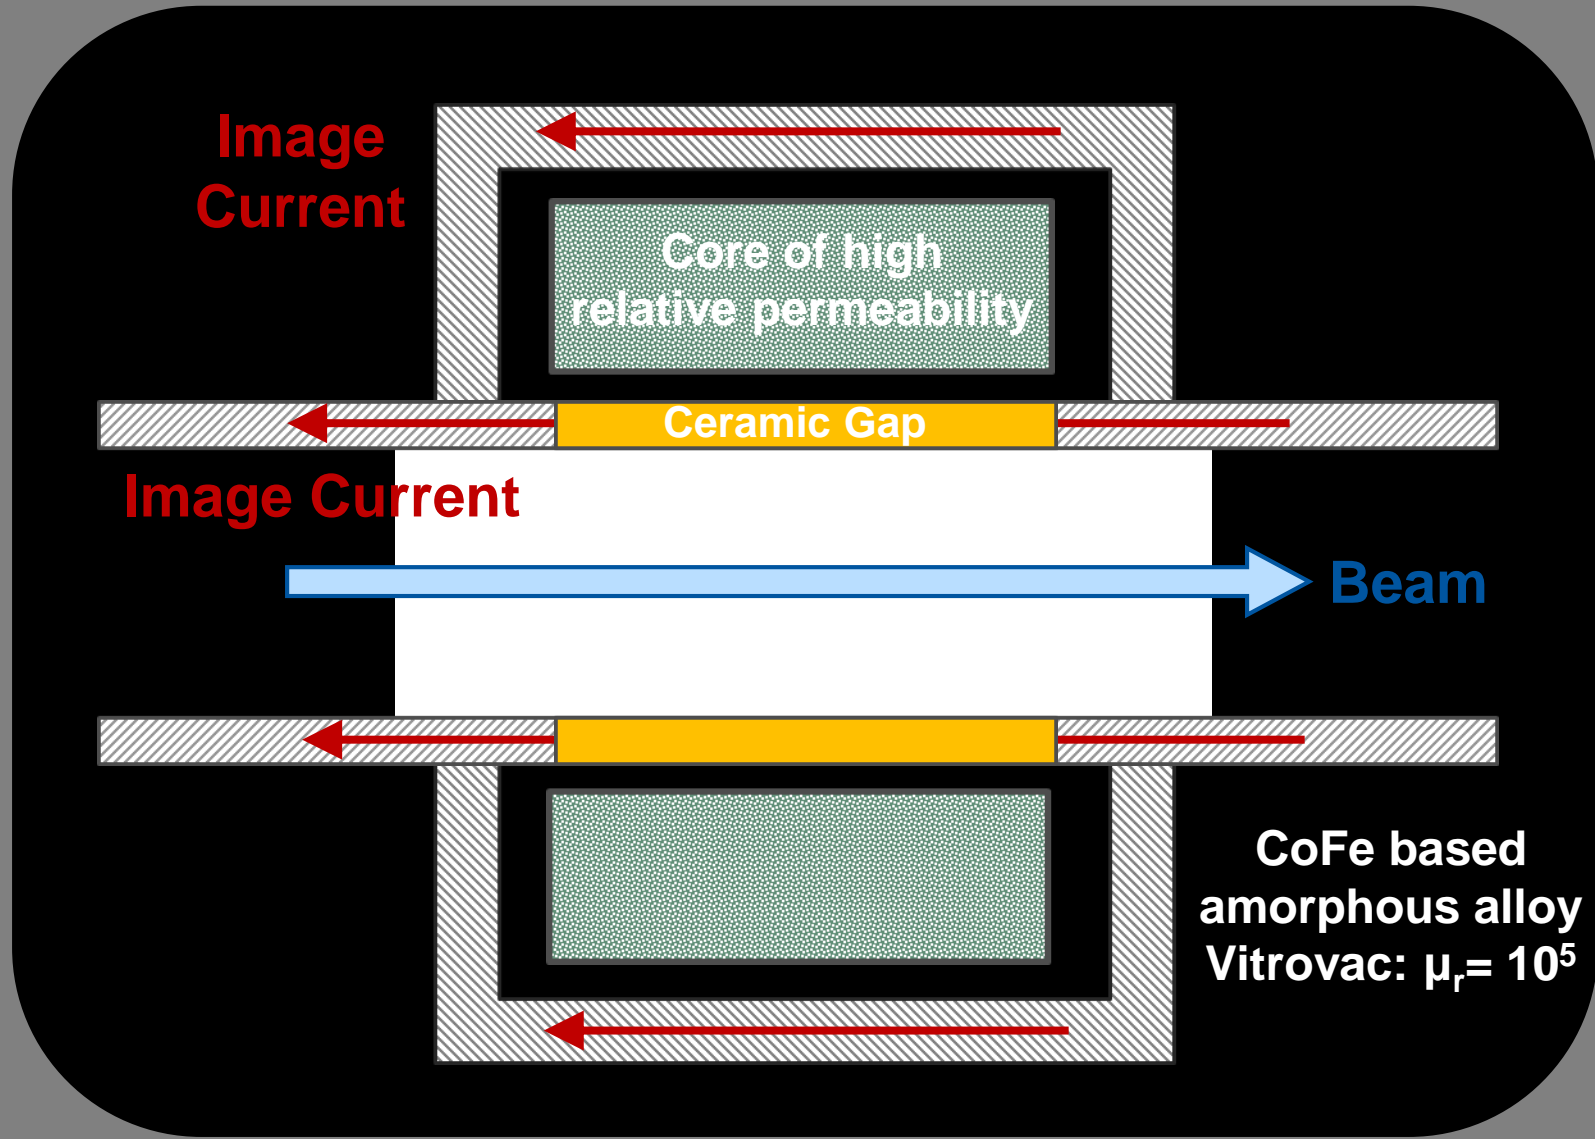 Image
Current
Core of high
relative permeability
Ceramic Gap
Image Current
Beam
CoFe based
amorphous alloy
Vitrovac: μᵣ= 10⁵